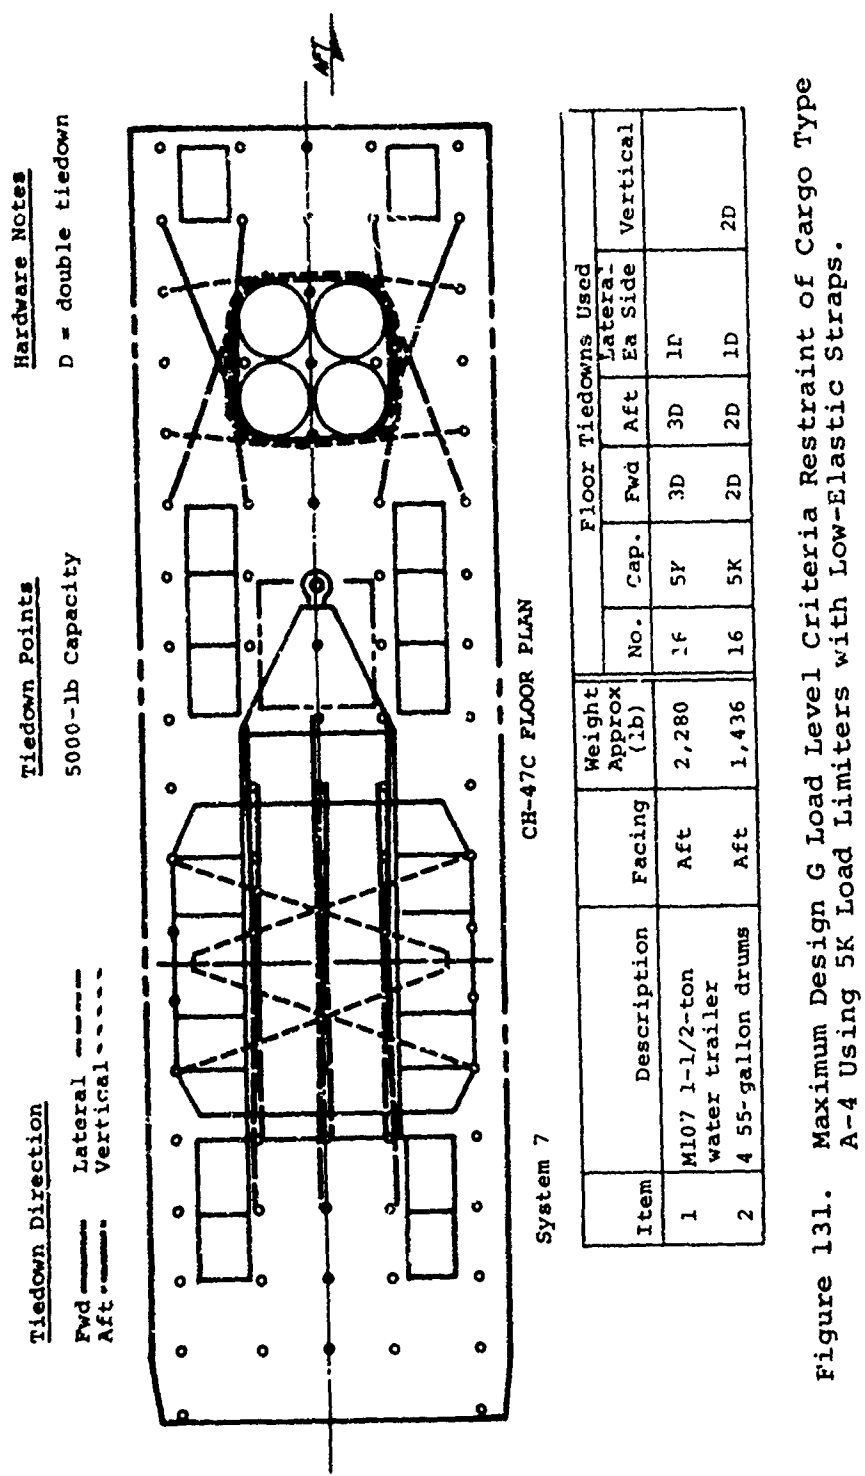 Tiedown Direction
Fwd Lateral
Aft Vertical
Tiedown Points
5000-lb Capacity
Hardware Notes
D = double tiedown
AFT
System 7
CH-47C FLOOR PLAN
Floor Tiedowns Used
Item Description Facing Weight Approx (lb) No. Cap. Fwd Aft Lateral Ea Side Vertical
1 M107 1-1/2-ton water trailer Aft 2,280 16 5K 3D 3D 1D
2 4 55-gallon drums Aft 1,436 16 5K 2D 2D 1D 2D
Figure 131. Maximum Design G Load Level Criteria Restraint of Cargo Type
A-4 Using 5K Load Limiters with Low-Elastic Straps.